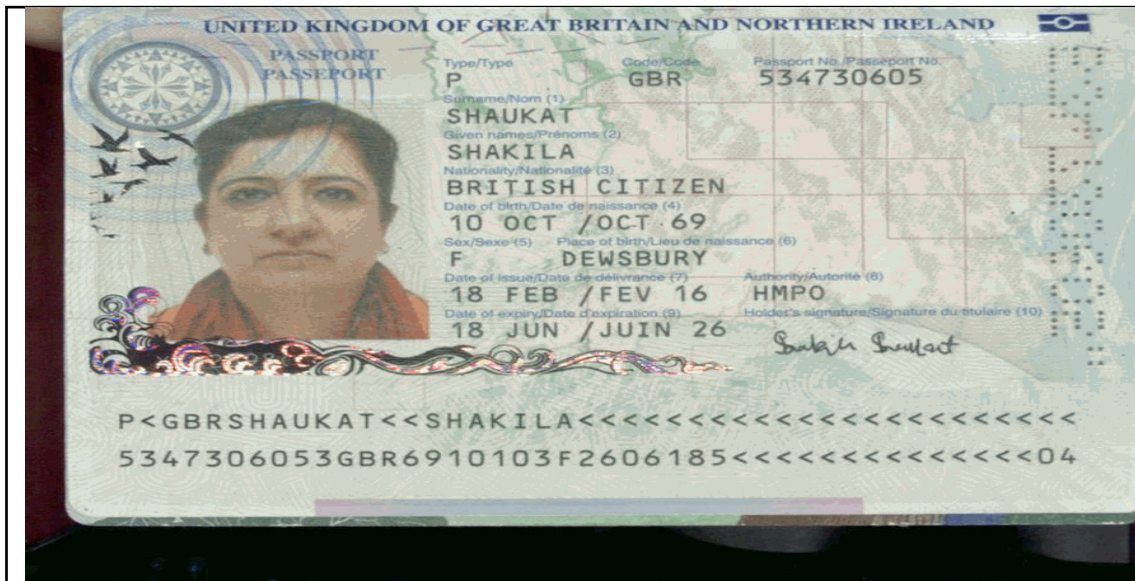 UNITED KINGDOM OF GREAT BRITAIN AND NORTHERN IRELAND
PASSPORT
PASSEPORT
Type/Type Code/Code Passport No./Passeport No.
P GBR 534730605
Surname/Nom (1)
SHAUKAT
Given names/Prénoms (2)
SHAKILA
Nationality/Nationalité (3)
BRITISH CITIZEN
Date of birth/Date de naissance (4)
10 OCT /OCT 69
Sex/Sexe (5) Place of birth/Lieu de naissance (6)
F DEWSBURY
Date of issue/Date de délivrance (7) Authority/Autorité (8)
18 FEB /FEV 16 HMPO
Date of expiry/Date d'expiration (9) Holder's signature/Signature du titulaire (10)
18 JUN /JUIN 26
P<GBRSHAUKAT<<SHAKILA<<<<<<<<<<<<<<<<<<<<<<<
5347306053GBR6910103F2606185<<<<<<<<<<<<<<04